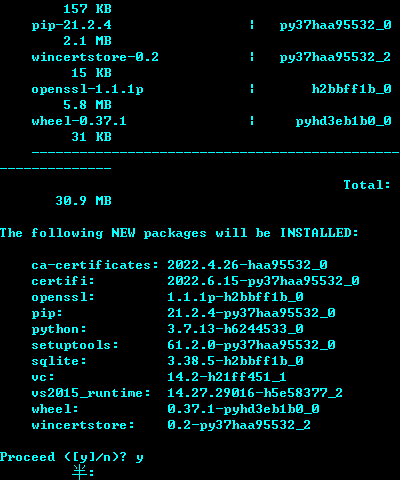 157 KB
pip-21.2.4 | py37haa95532_0
2.1 MB
wincertstore-0.2 | py37haa95532_2
15 KB
openssl-1.1.1p | h2bbff1b_0
5.8 MB
wheel-0.37.1 | pyhd3eb1b0_0
31 KB
------------------------------------------------------------
Total:
30.9 MB
The following NEW packages will be INSTALLED:
ca-certificates: 2022.4.26-haa95532_0
certifi: 2022.6.15-py37haa95532_0
openssl: 1.1.1p-h2bbff1b_0
pip: 21.2.4-py37haa95532_0
python: 3.7.13-h6244533_0
setuptools: 61.2.0-py37haa95532_0
sqlite: 3.38.5-h2bbff1b_0
vc: 14.2-h21ff451_1
vs2015_runtime: 14.27.29016-h5e58377_2
wheel: 0.37.1-pyhd3eb1b0_0
wincertstore: 0.2-py37haa95532_2
Proceed ([y]/n)? y
半: